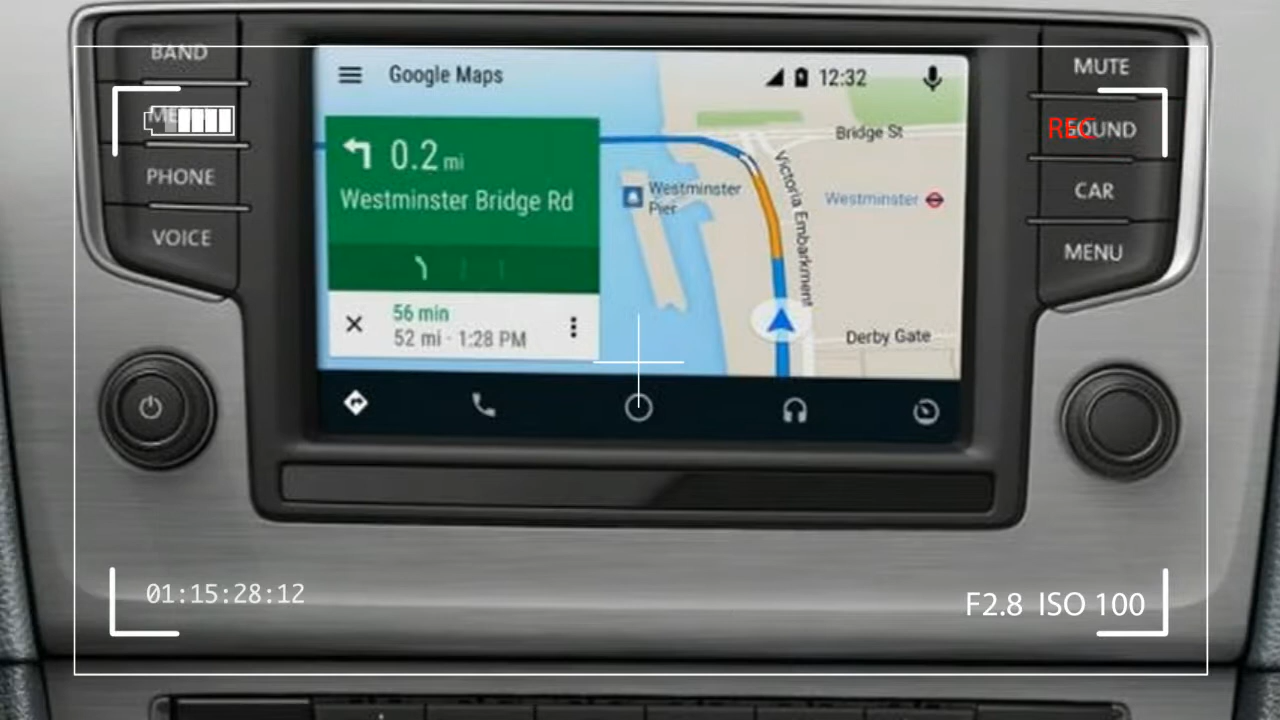 BAND
PHONE
VOICE
Google Maps
12:32
0.2 mi
Westminster Bridge Rd
56 min
52 mi · 1:28 PM
Westminster
Pier
Bridge St
Victoria Embankment
Westminster
Derby Gate
MUTE
REC
SOUND
CAR
MENU
01:15:28:12
F2.8 ISO 100